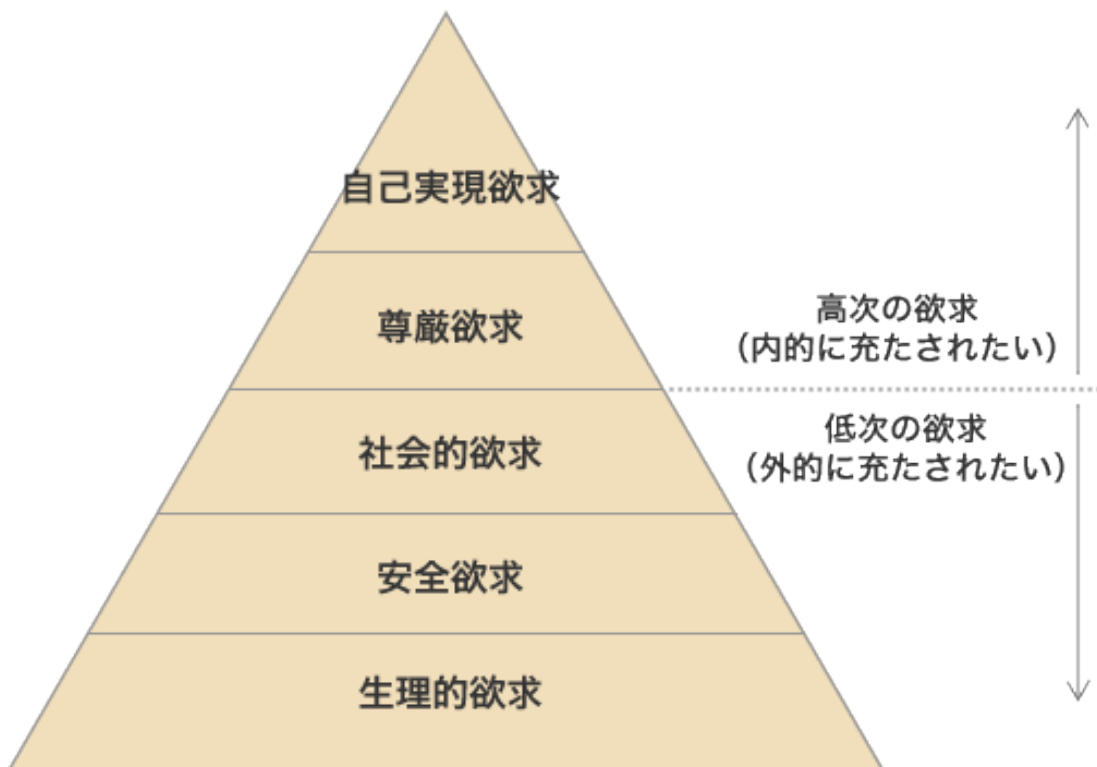 自己実現欲求
尊厳欲求
高次の欲求
（内的に充たされたい）
社会的欲求
低次の欲求
（外的に充たされたい）
安全欲求
生理的欲求